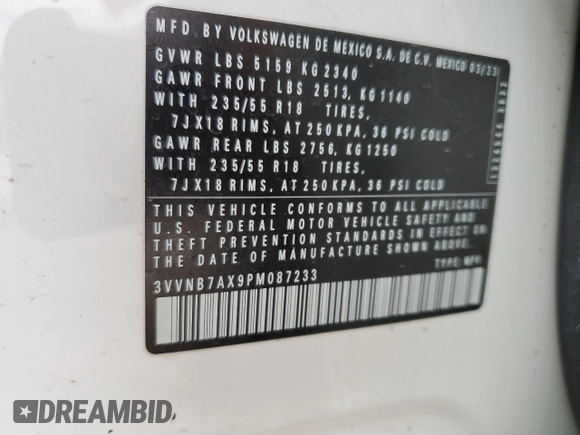 MFD. BY VOLKSWAGEN DE MEXICO S.A. DE C.V. MEXICO 03/23
GVWR LBS 5159 KG 2340
GAWR FRONT LBS 2513, KG 1140
WITH 235/55 R18 TIRES,
7JX18 RIMS, AT 250 KPA, 36 PSI COLD
GAWR REAR LBS 2756, KG 1250
WITH 235/55 R18 TIRES,
7JX18 RIMS, AT 250 KPA, 36 PSI COLD
THIS VEHICLE CONFORMS TO ALL APPLICABLE
U.S. FEDERAL MOTOR VEHICLE SAFETY AND
THEFT PREVENTION STANDARDS IN EFFECT ON
THE DATE OF MANUFACTURE SHOWN ABOVE.
3VVNB7AX9PM087233
TYPE: MPV
DREAMBID